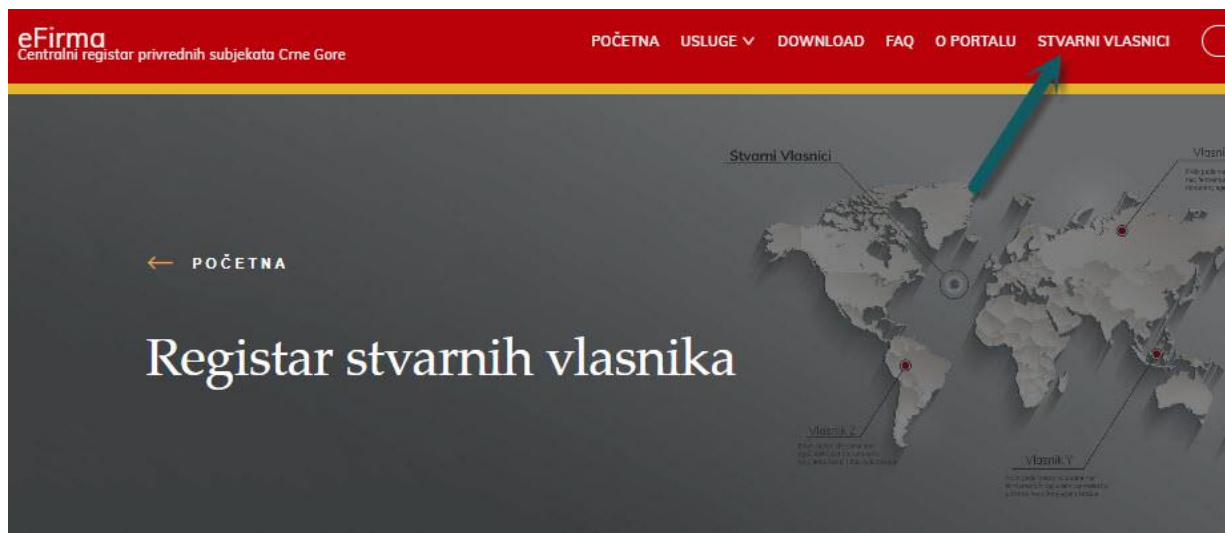 eFirma
Centralni registar privrednih subjekata Crne Gore
POČETNA USLUGE DOWNLOAD FAQ O PORTALU STVARNI VLASNICI
Stvarni Vlasnici
← POČETNA
Registar stvarnih vlasnika
Vlasnik Z
Vlasnik Y